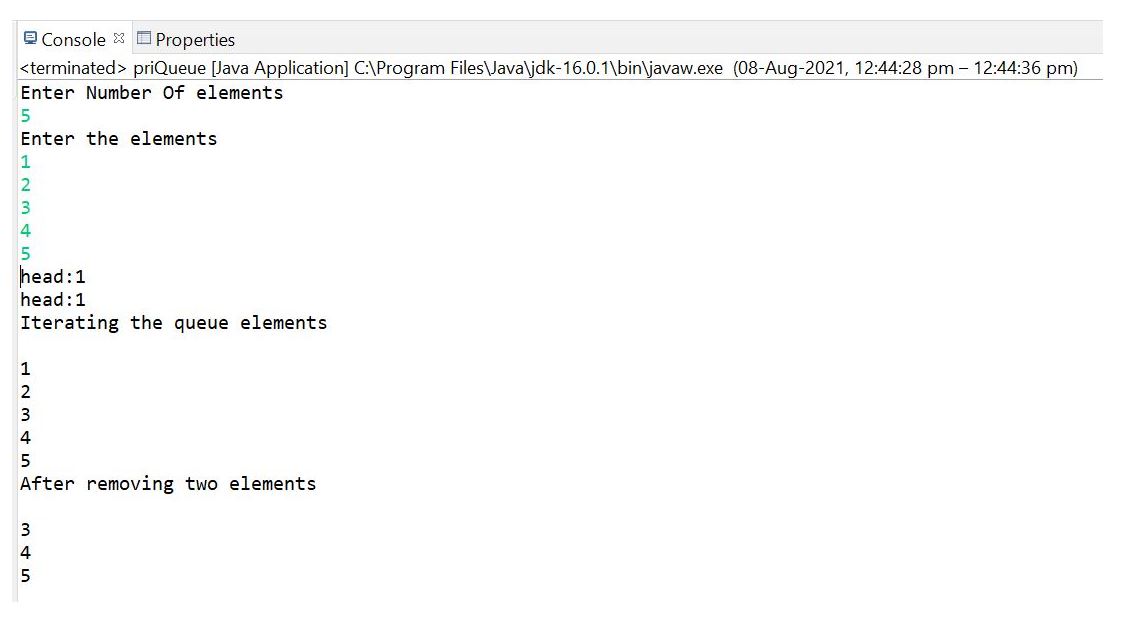 Console Properties
<terminated> priQueue [Java Application] C:\Program Files\Java\jdk-16.0.1\bin\javaw.exe (08-Aug-2021, 12:44:28 pm – 12:44:36 pm)
Enter Number Of elements
5
Enter the elements
1
2
3
4
5
head:1
head:1
Iterating the queue elements
1
2
3
4
5
After removing two elements
3
4
5